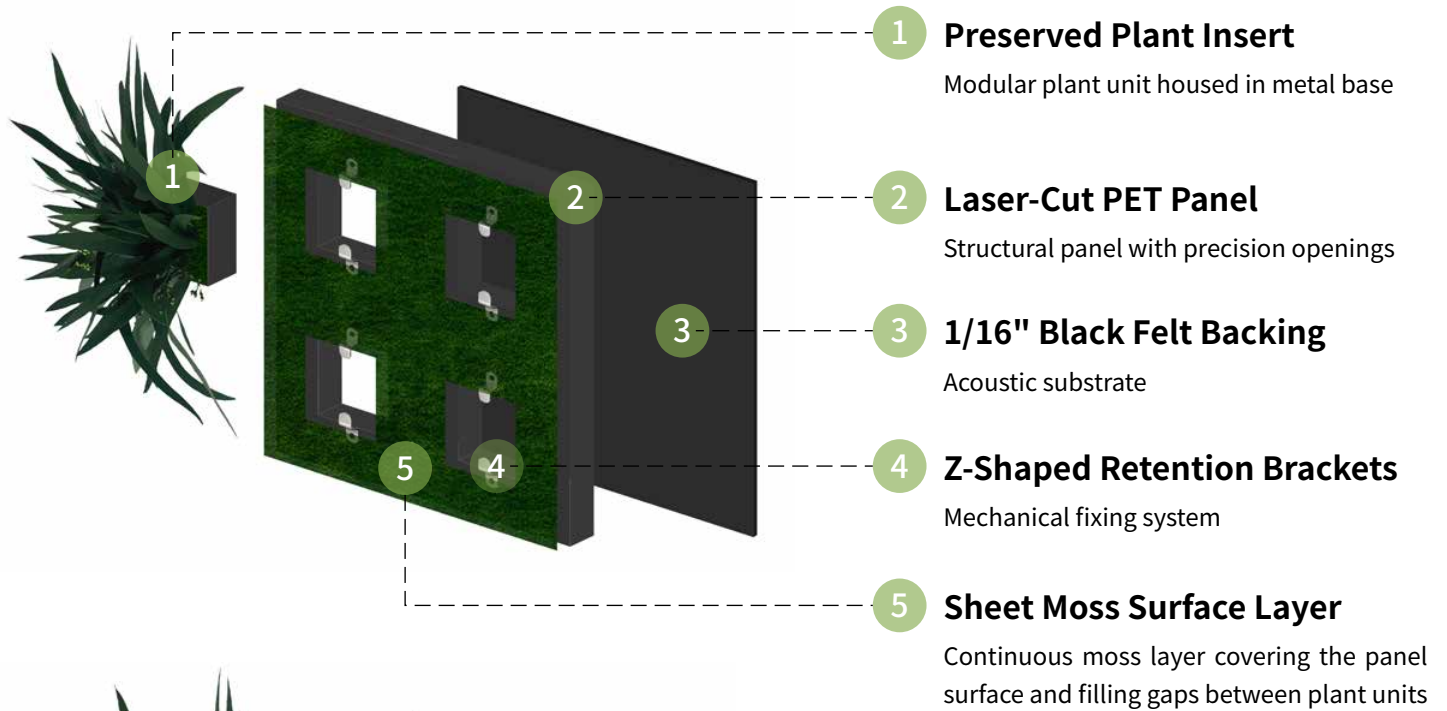 1 Preserved Plant Insert
Modular plant unit housed in metal base
1
2 2 Laser-Cut PET Panel
Structural panel with precision openings
3 3 1/16" Black Felt Backing
Acoustic substrate
5 4 4 Z-Shaped Retention Brackets
Mechanical fixing system
5 Sheet Moss Surface Layer
Continuous moss layer covering the panel
surface and filling gaps between plant units